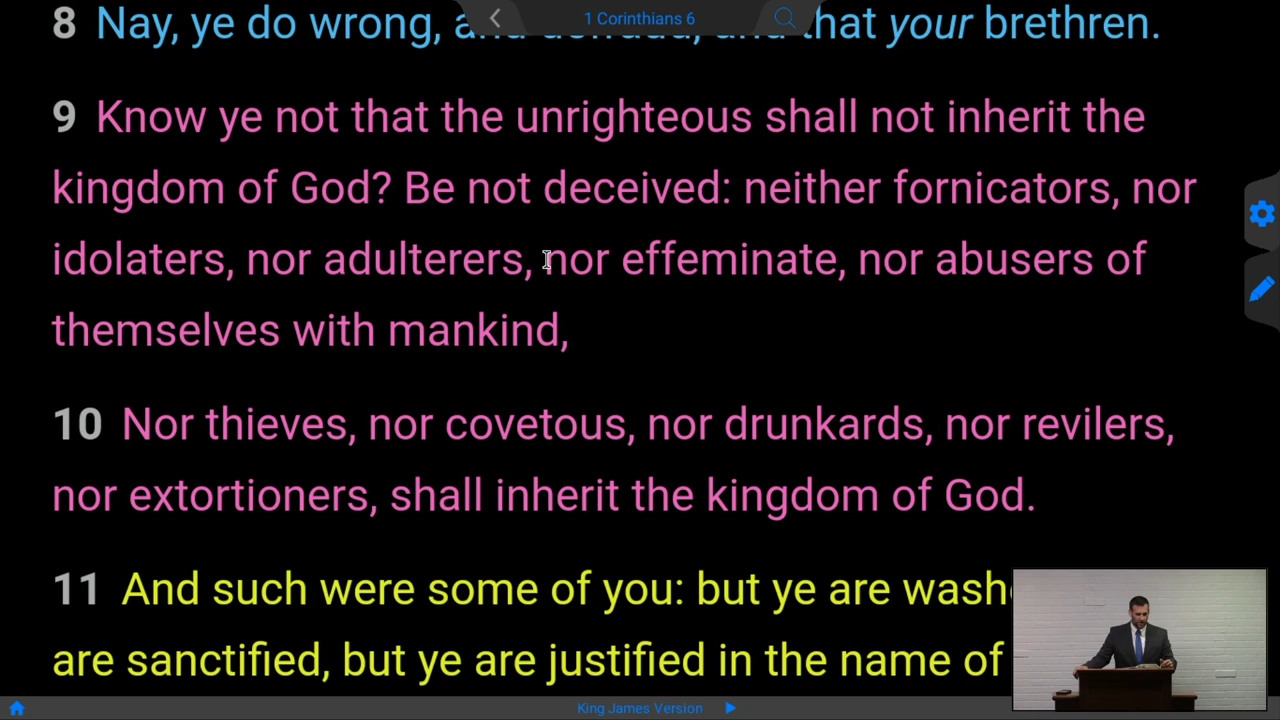 1 Corinthians 6
8 Nay, ye do wrong, and defraud, and that your brethren.
9 Know ye not that the unrighteous shall not inherit the
kingdom of God? Be not deceived: neither fornicators, nor
idolaters, nor adulterers, nor effeminate, nor abusers of
themselves with mankind,
10 Nor thieves, nor covetous, nor drunkards, nor revilers,
nor extortioners, shall inherit the kingdom of God.
11 And such were some of you: but ye are
are sanctified, but ye are justified in the name of
King James Version